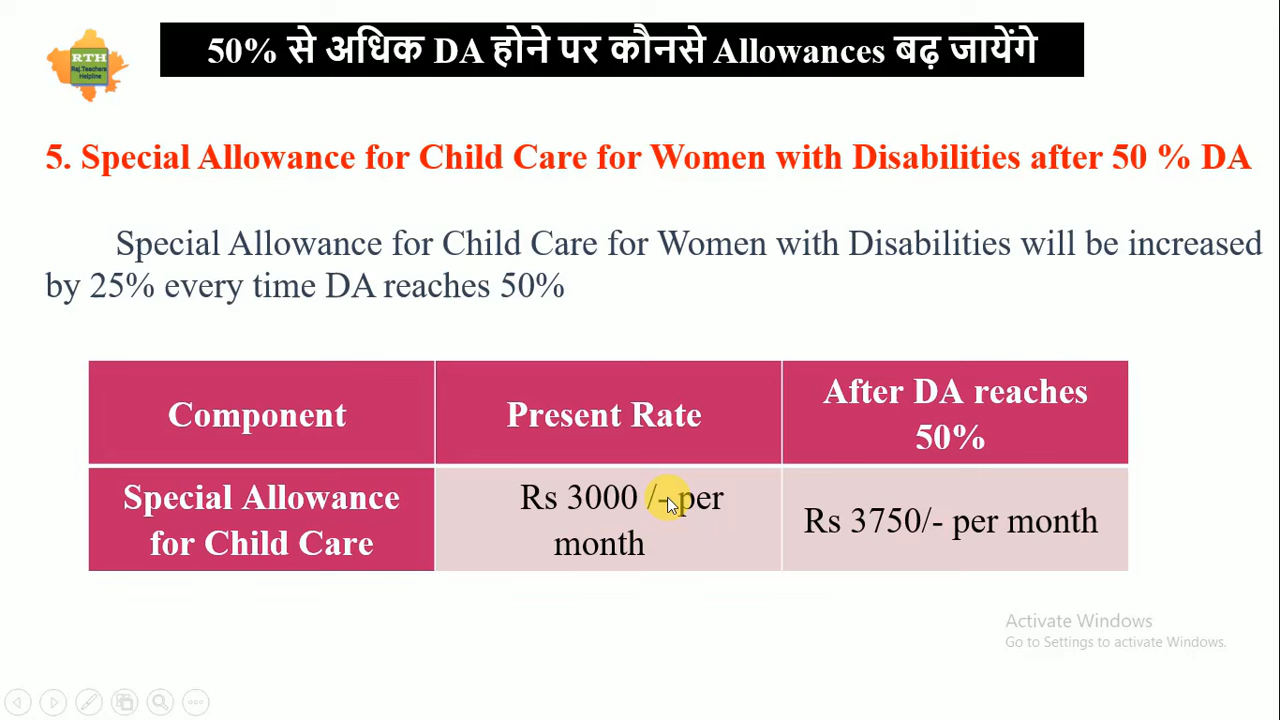 50% से अधिक DA होने पर कौनसे Allowances बढ़ जायेंगे
RTH
Raj.Teachers
Helpline
5. Special Allowance for Child Care for Women with Disabilities after 50 % DA
Special Allowance for Child Care for Women with Disabilities will be increased
by 25% every time DA reaches 50%
Component
Present Rate
After DA reaches
50%
Special Allowance
for Child Care
Rs 3000 /- per
month
Rs 3750/- per month
Activate Windows
Go to Settings to activate Windows.